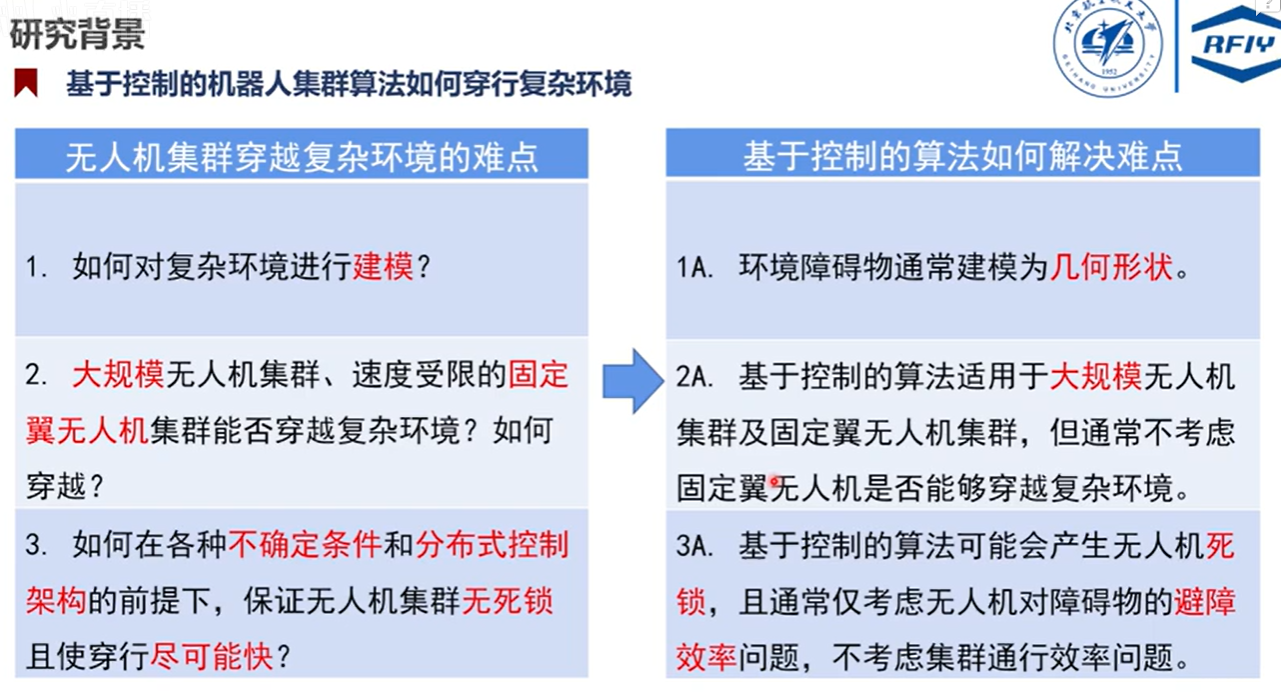 研究背景
基于控制的机器人集群算法如何穿行复杂环境
北京航空航天大学
BEIHANG UNIVERSITY
1952
RFLY
无人机集群穿越复杂环境的难点
1. 如何对复杂环境进行建模?
2. 大规模无人机集群、速度受限的固定
翼无人机集群能否穿越复杂环境? 如何
穿越?
3. 如何在各种不确定条件和分布式控制
架构的前提下，保证无人机集群无死锁
且使穿行尽可能快?
基于控制的算法如何解决难点
1A. 环境障碍物通常建模为几何形状。
2A. 基于控制的算法适用于大规模无人机
集群及固定翼无人机集群，但通常不考虑
固定翼无人机是否能够穿越复杂环境。
3A. 基于控制的算法可能会产生无人机死
锁，且通常仅考虑无人机对障碍物的避障
效率问题，不考虑集群通行效率问题。